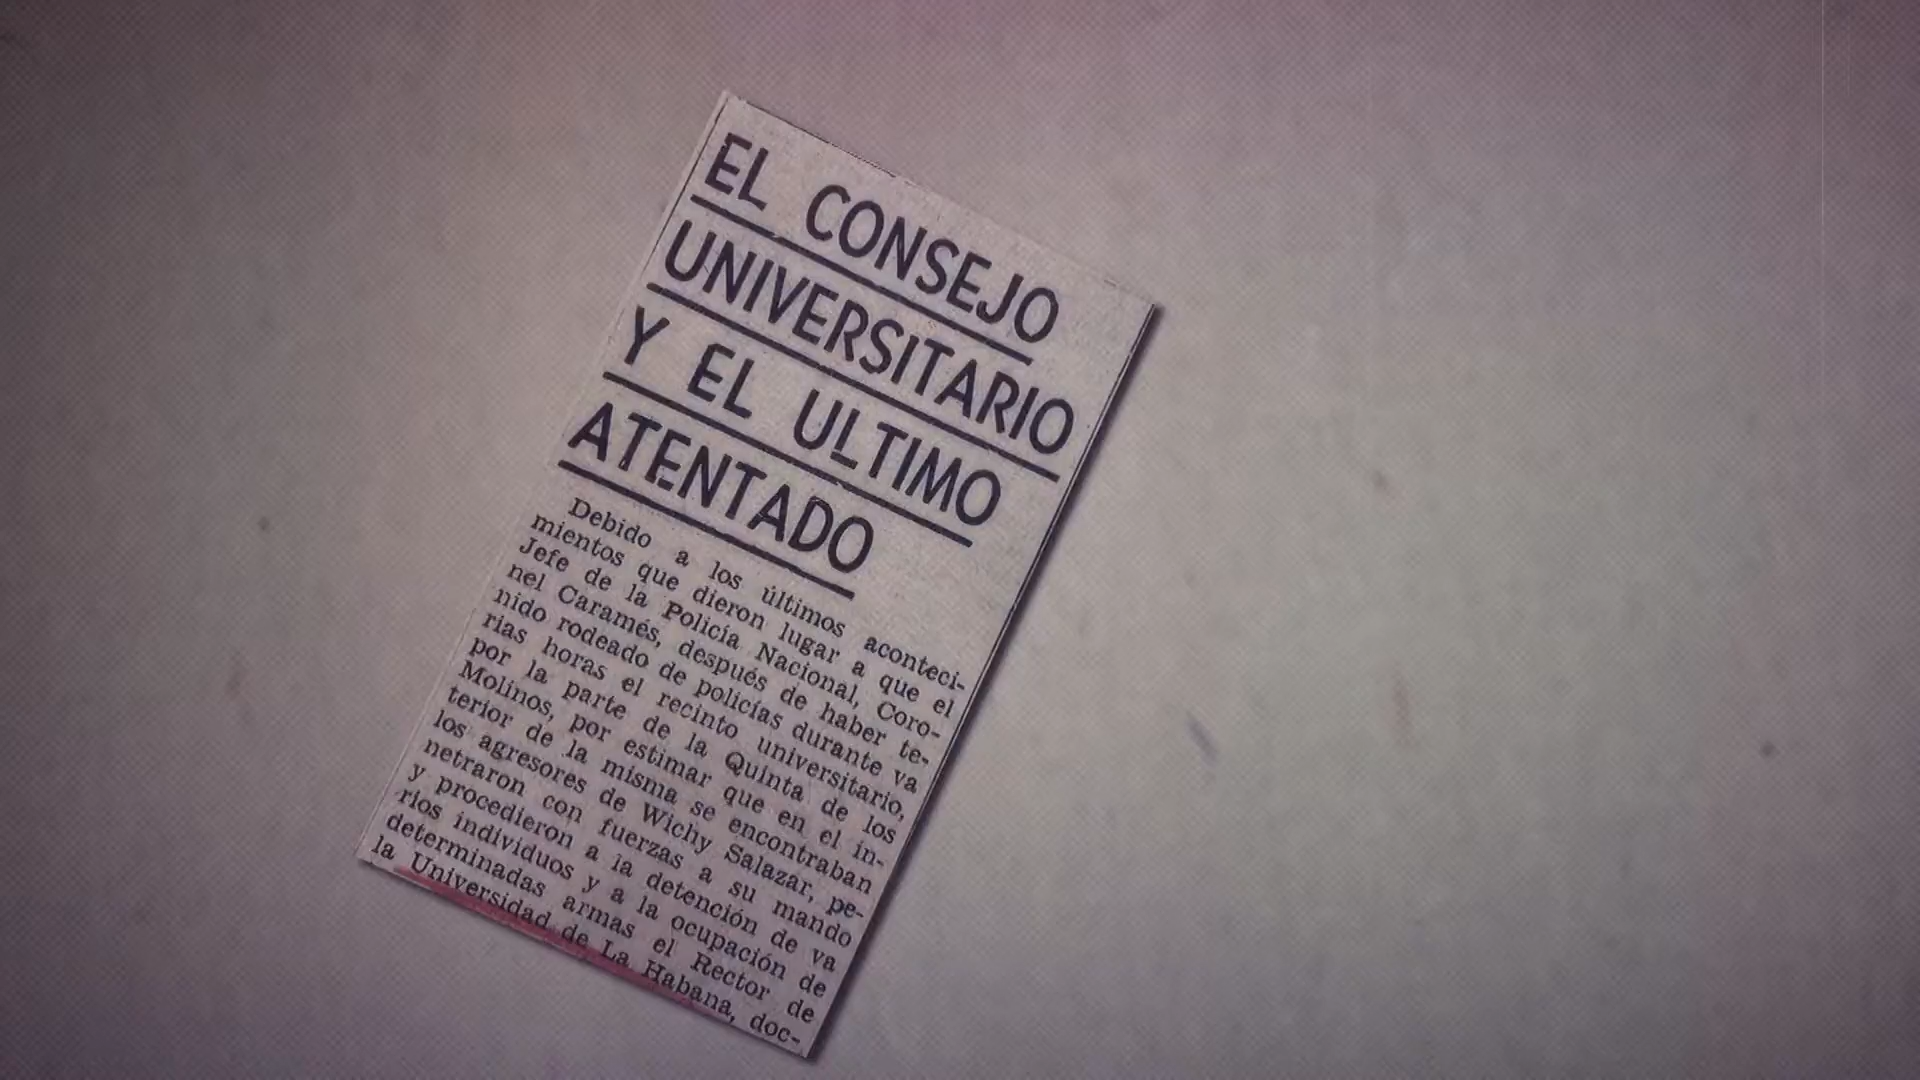 EL CONSEJO
UNIVERSITARIO
Y EL ULTIMO
ATENTADO
Debido a los últimos aconteci-
mientos que dieron lugar a que el
Jefe de la Policía Nacional, Coro-
nel Caramés, después de haber te-
nido rodeado de policías durante va
rias horas el recinto universitario,
por la parte de la Quinta de los
Molinos, por estimar que en el in-
terior de la misma se encontraban
los agresores de Wichy Salazar, pe-
netraron con fuerzas a su mando
y procedieron a la detención de va
rios individuos y a la ocupación de
determinadas armas el Rector de
la Universidad de La Habana, doc-